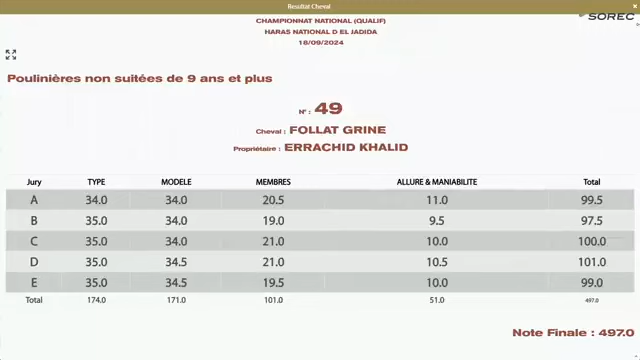 Resultat Cheval
CHAMPIONNAT NATIONAL (QUALIF)
SOREC
HARAS NATIONAL D EL JADIDA
18/09/2024
Poulinières non suitées de 9 ans et plus
N° : 49
Cheval : FOLLAT GRINE
Propriétaire : ERRACHID KHALID
Jury TYPE MODELE MEMBRES ALLURE & MANIABILITE Total
A 34.0 34.0 20.5 11.0 99.5
B 35.0 34.0 19.0 9.5 97.5
C 35.0 34.0 21.0 10.0 100.0
D 35.0 34.5 21.0 10.5 101.0
E 35.0 34.5 19.5 10.0 99.0
Total 174.0 171.0 101.0 51.0 497.0
Note Finale : 497.0